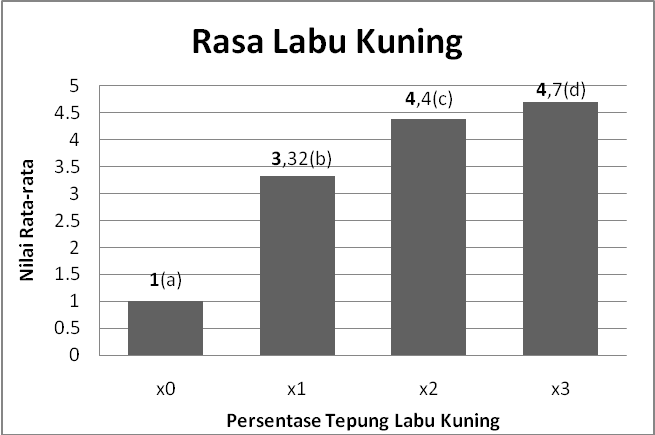 Rasa Labu Kuning
Nilai Rata-rata
5
4.5
4
3.5
3
2.5
2
1.5
1
0.5
0
1(a)
3,32(b)
4,4(c)
4,7(d)
x0
x1
x2
x3
Persentase Tepung Labu Kuning